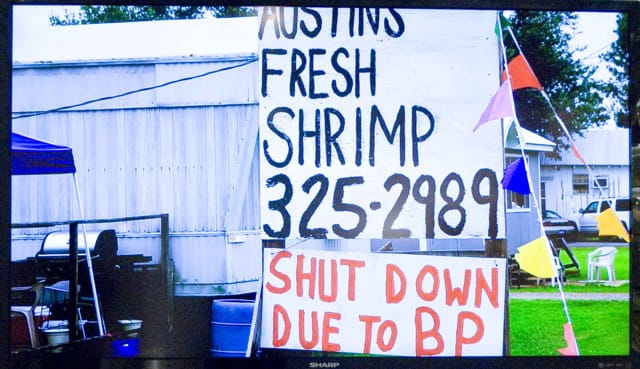 AUSTINS
FRESH
SHRIMP
325-2989
SHUT DOWN
DUE TO BP
SHARP